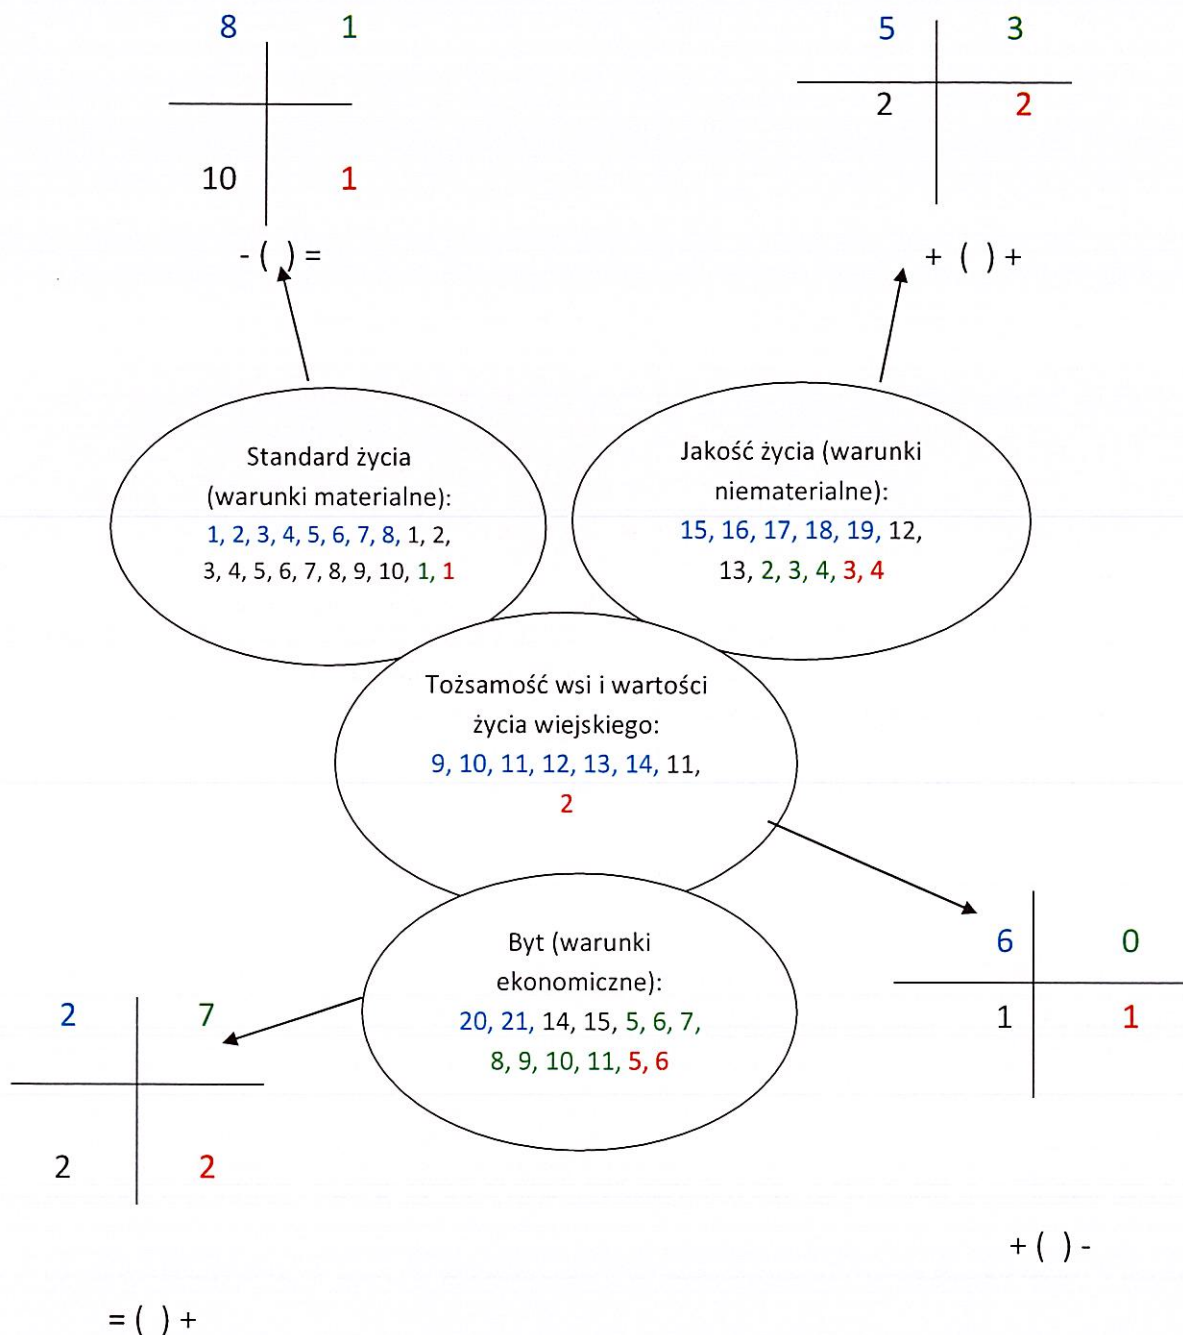 8 1
10 1
- ( ) =
5 3
2 2
+ ( ) +
Standard życia
(warunki materialne):
1, 2, 3, 4, 5, 6, 7, 8, 1, 2,
3, 4, 5, 6, 7, 8, 9, 10, 1, 1
Jakość życia (warunki
niematerialne):
15, 16, 17, 18, 19, 12,
13, 2, 3, 4, 3, 4
Tożsamość wsi i wartości
życia wiejskiego:
9, 10, 11, 12, 13, 14, 11,
2
6 0
1 1
+ ( ) -
Byt (warunki
ekonomiczne):
20, 21, 14, 15, 5, 6, 7,
8, 9, 10, 11, 5, 6
2 7
2 2
= ( ) +